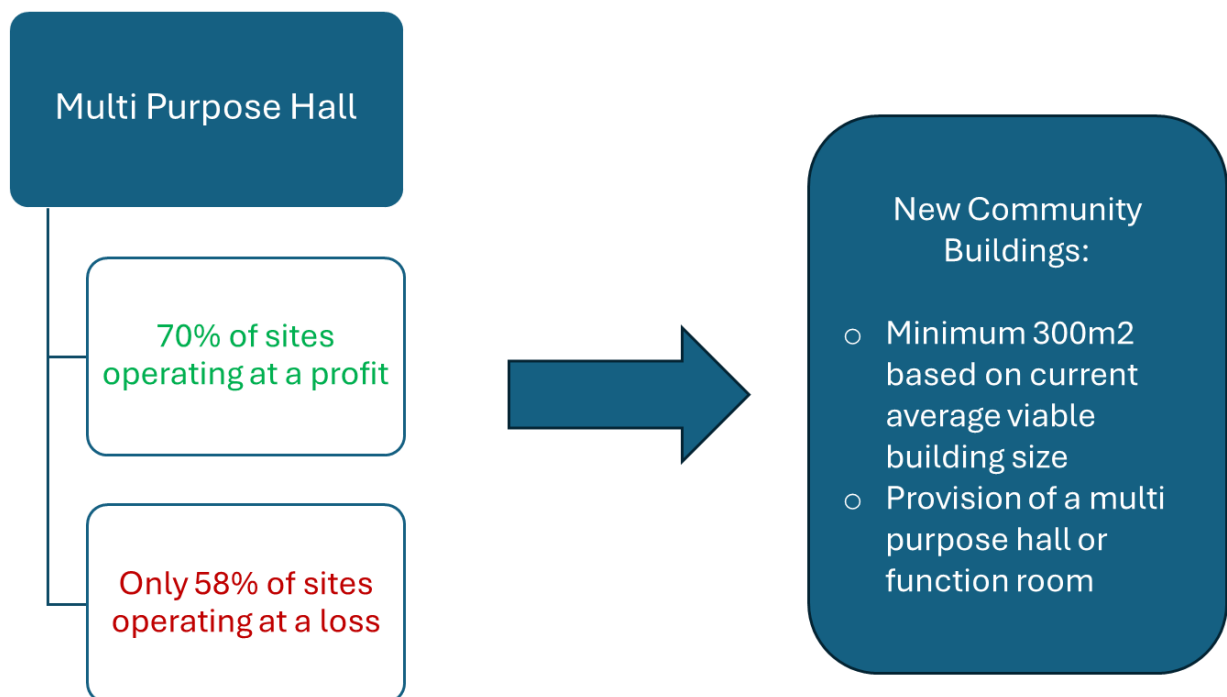 Multi Purpose Hall
70% of sites
operating at a profit
Only 58% of sites
operating at a loss
New Community
Buildings:
o Minimum 300m2
based on current
average viable
building size
o Provision of a multi
purpose hall or
function room